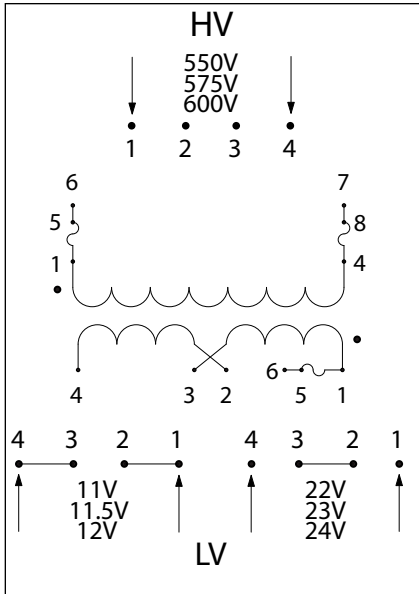 HV
550V
575V
600V
1 2 3 4
6 7
5 8
1 4
4 3 2 6 5 1
4 3 2 1 4 3 2 1
11V 22V
11.5V 23V
12V 24V
LV